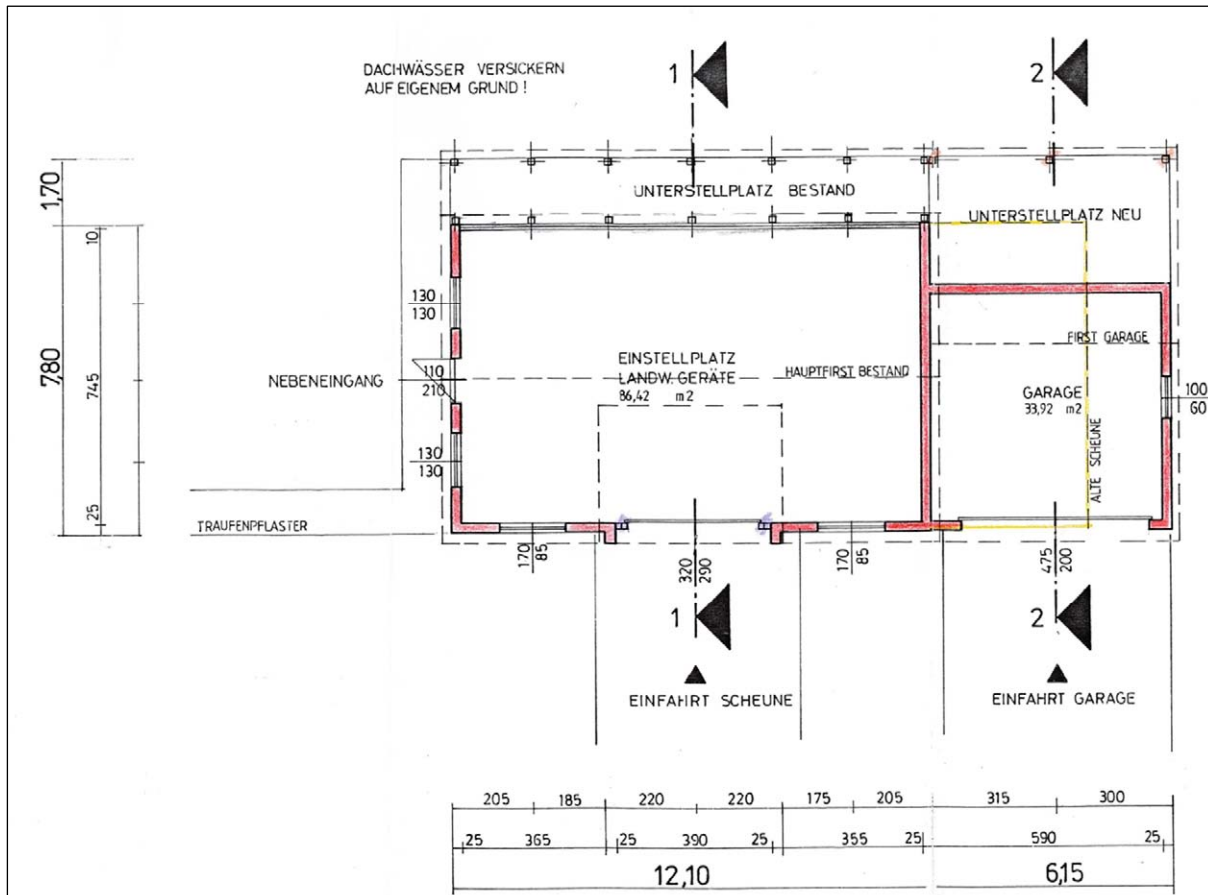 DACHWÄSSER VERSICKERN
AUF EIGENEM GRUND !
1
2
1,70
UNTERSTELLPLATZ BESTAND
UNTERSTELLPLATZ NEU
10
130
130
FIRST GARAGE
7,80
745
NEBENEINGANG
110
210
EINSTELLPLATZ
LANDW. GERÄTE
86,42 m2
HAUPTFIRST BESTAND
GARAGE
33,92 m2
100
60
ALTE SCHEUNE
130
130
25
TRAUFENPFLASTER
170
85
320
290
170
85
475
200
1
2
EINFAHRT SCHEUNE
EINFAHRT GARAGE
205 185 220 220 175 205 315 300
25 365 25 390 25 355 25 590 25
12,10 6,15